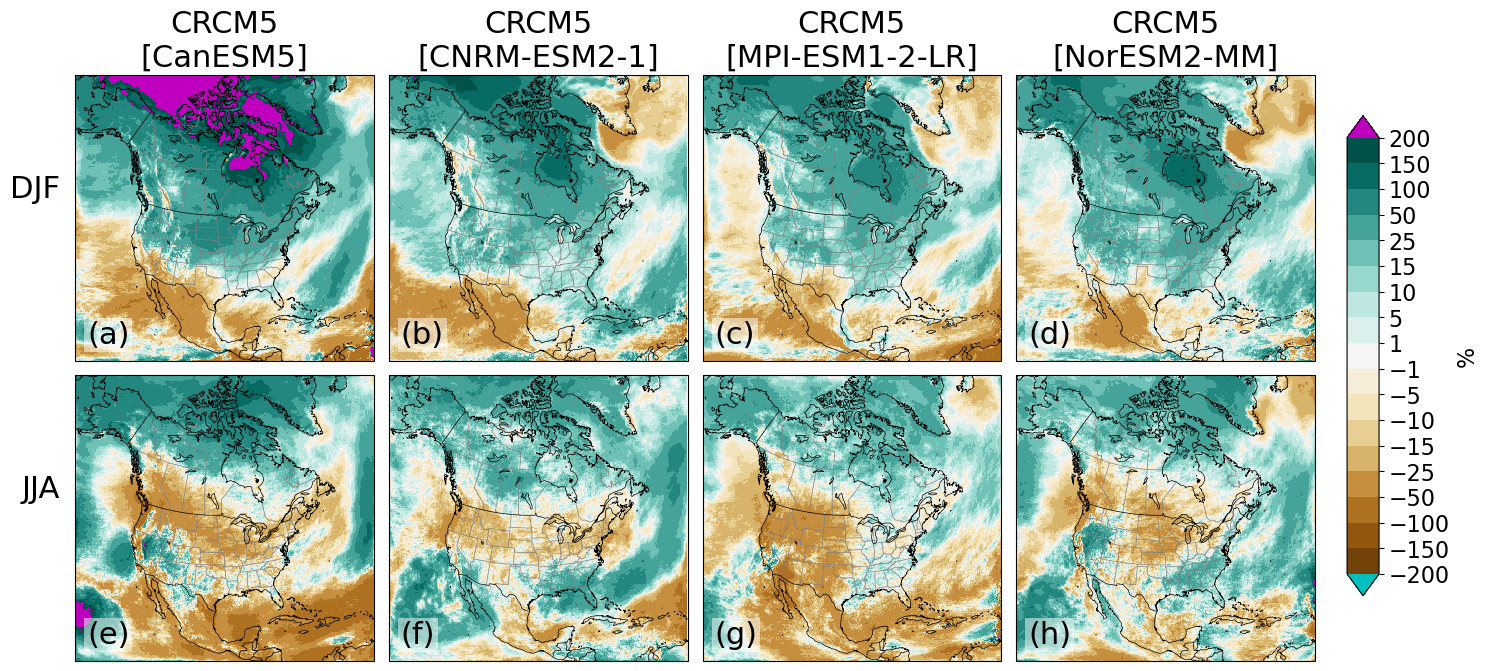 CRCM5
[CanESM5]
CRCM5
[CNRM-ESM2-1]
CRCM5
[MPI-ESM1-2-LR]
CRCM5
[NorESM2-MM]
DJF
(a)
(b)
(c)
(d)
JJA
(e)
(f)
(g)
(h)
200
150
100
50
25
15
10
5
1
−1
−5
−10
−15
−25
−50
−100
−150
−200
%